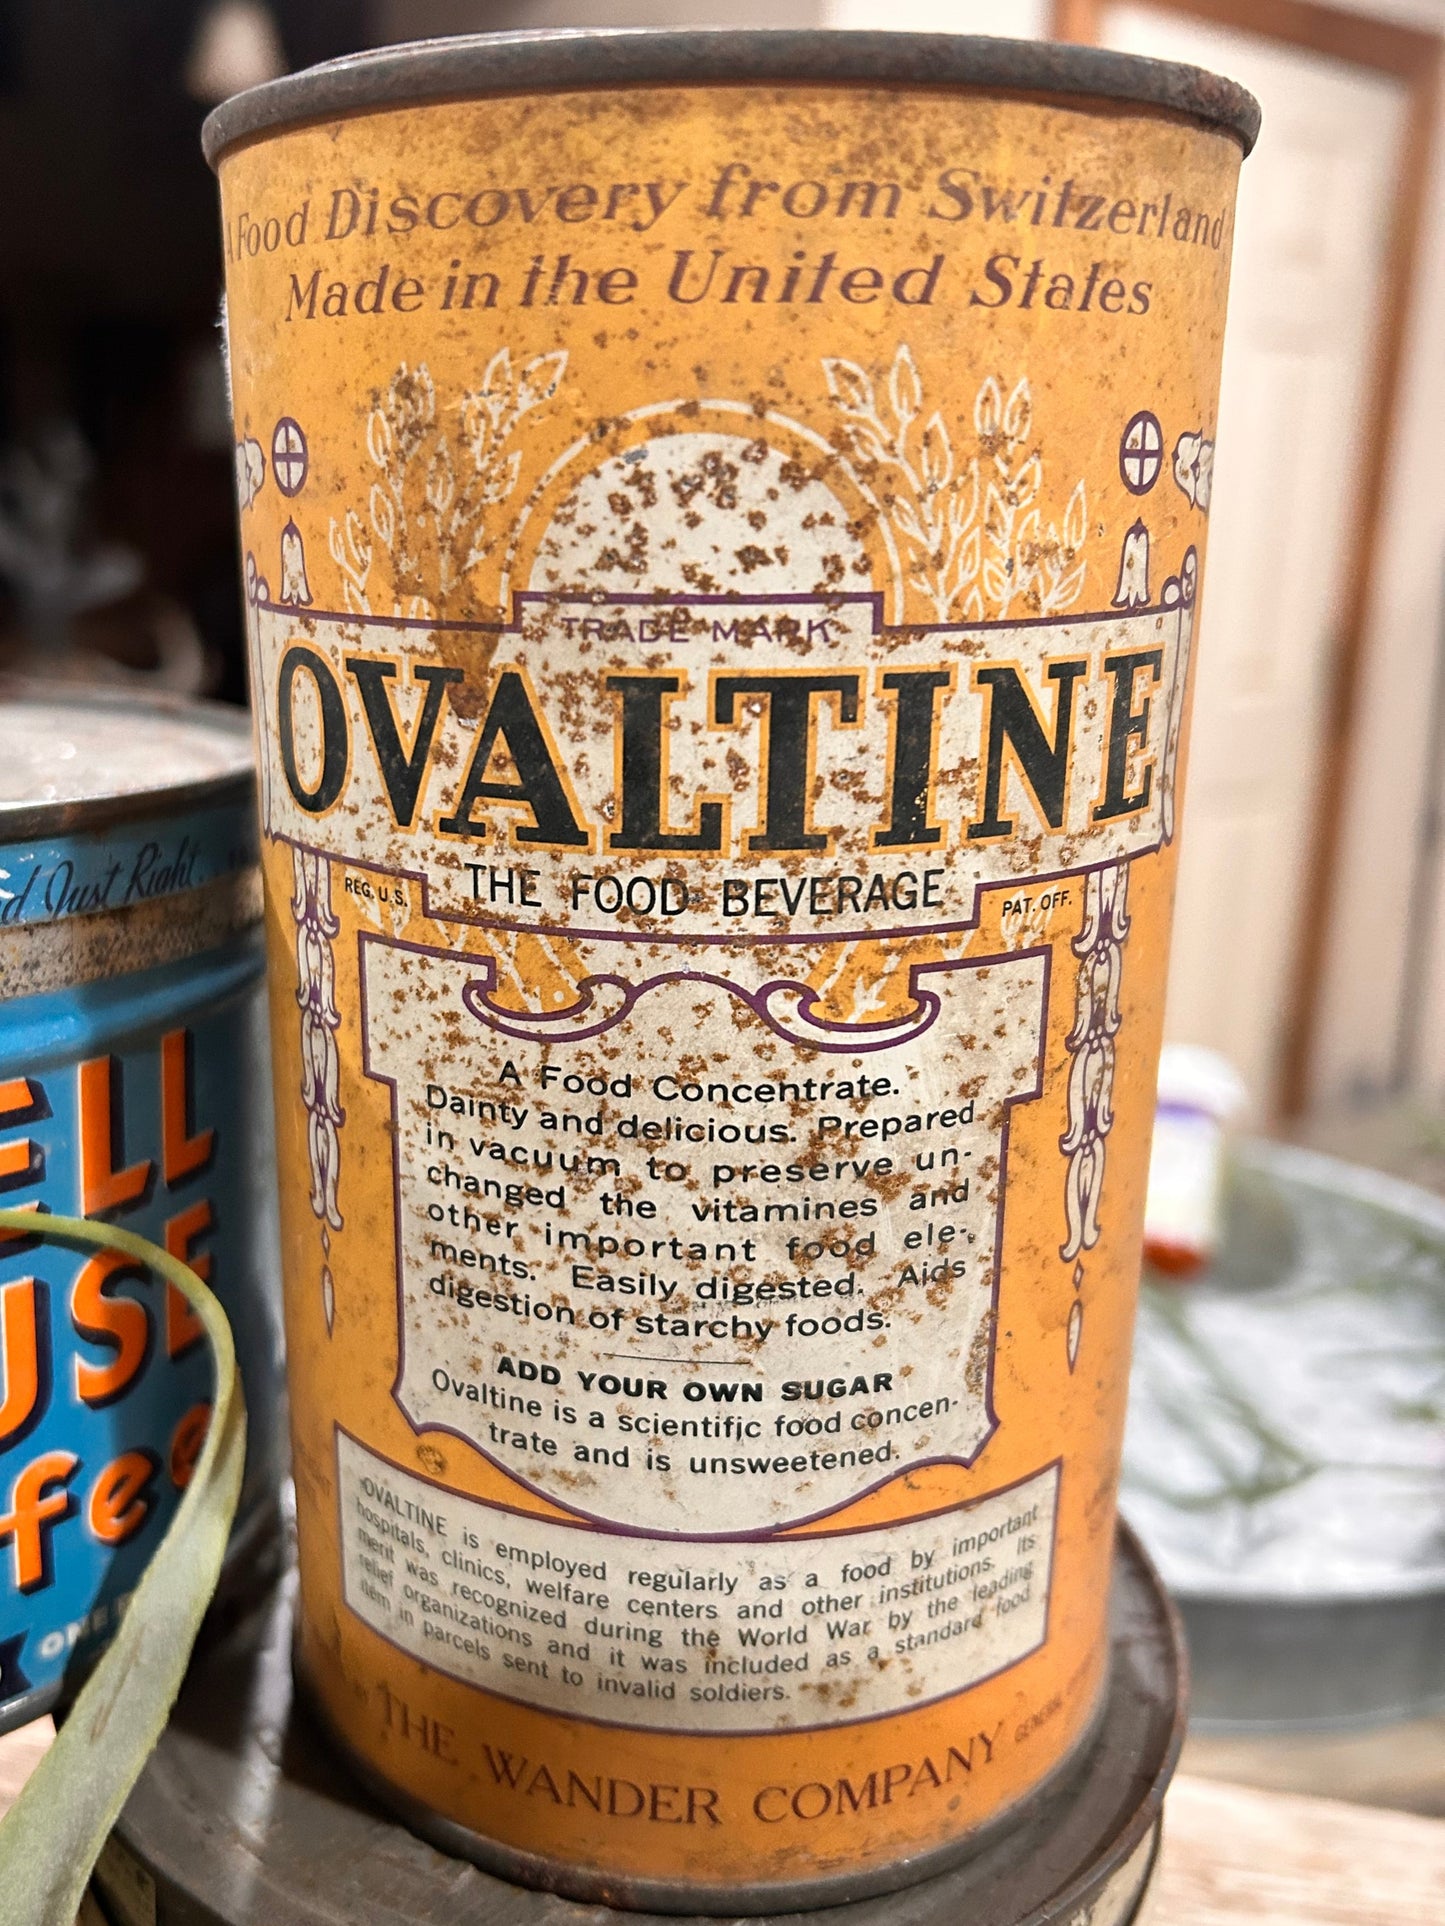 A Food Discovery from Switzerland
Made in the United States
TRADE MARK
OVALTINE
REG. U.S.
THE FOOD BEVERAGE
PAT. OFF.
A Food Concentrate.
Dainty and delicious. Prepared
in vacuum to preserve un-
changed the vitamines and
other important food ele-
ments. Easily digested. Aids
digestion of starchy foods.
ADD YOUR OWN SUGAR
Ovaltine is a scientific food concen-
trate and is unsweetened.
OVALTINE is employed regularly as a food by important
hospitals, clinics, welfare centers and other institutions. Its
merit was recognized during the World War by the leading
relief organizations and it was included as a standard food
item in parcels sent to invalid soldiers.
THE WANDER COMPANY
GENERAL
Just Right
ELL
USE
fee
ONE